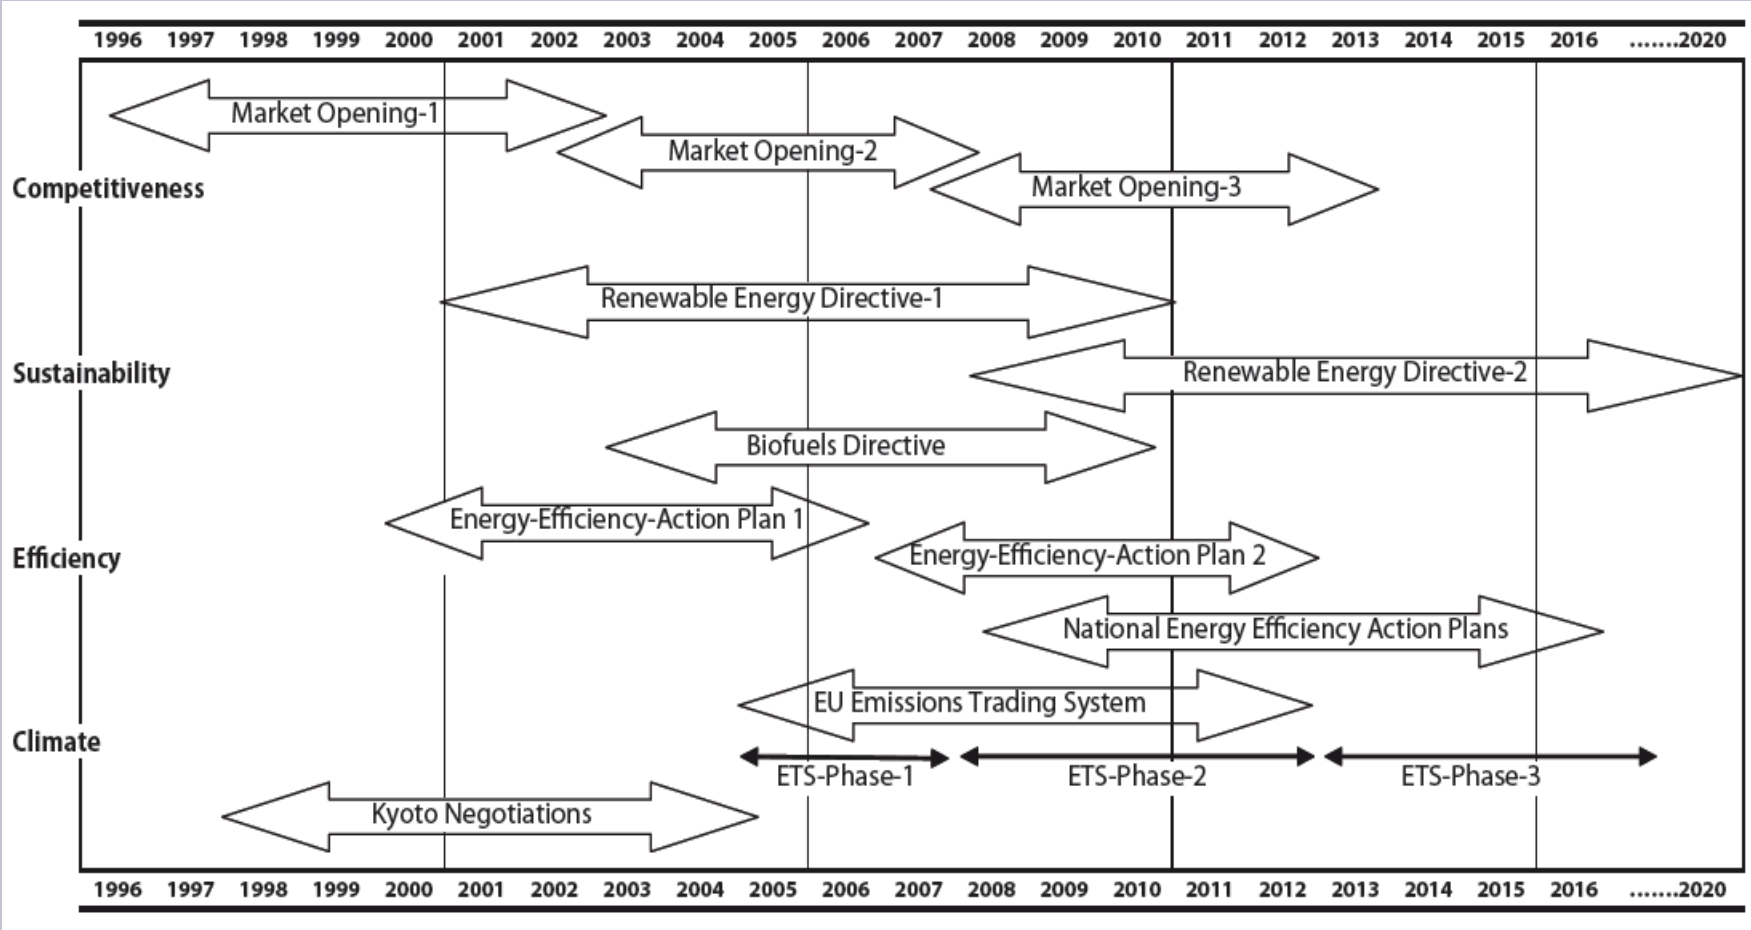 1996 1997 1998 1999 2000 2001 2002 2003 2004 2005 2006 2007 2008 2009 2010 2011 2012 2013 2014 2015 2016 .......2020
Market Opening-1
Market Opening-2
Competitiveness
Market Opening-3
Renewable Energy Directive-1
Sustainability
Renewable Energy Directive-2
Biofuels Directive
Energy-Efficiency-Action Plan 1
Efficiency
Energy-Efficiency-Action Plan 2
National Energy Efficiency Action Plans
EU Emissions Trading System
Climate
ETS-Phase-1
ETS-Phase-2
ETS-Phase-3
Kyoto Negotiations
1996 1997 1998 1999 2000 2001 2002 2003 2004 2005 2006 2007 2008 2009 2010 2011 2012 2013 2014 2015 2016 .......2020